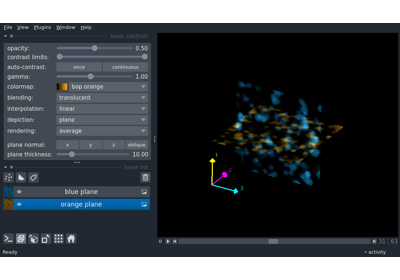 File View Plugins Window Help
layer controls
opacity: 0.50
contrast limits:
auto-contrast: once continuous
gamma: 1.00
colormap: bop orange
blending: translucent
interpolation: linear
depiction: plane
rendering: average
plane normal: x y z oblique
plane thickness: 10.00
layer list
blue plane
orange plane
1
2
3
31 63
activity